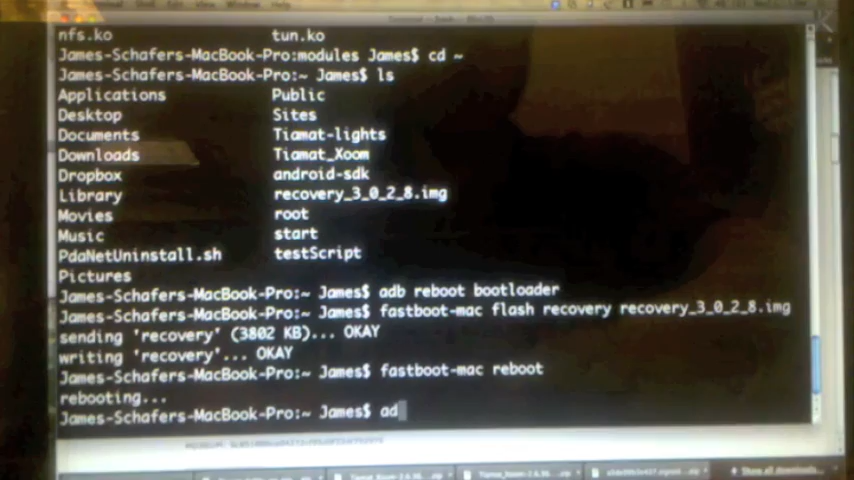 nfs.ko tun.ko
James-Schafers-MacBook-Pro:modules James$ cd ~
James-Schafers-MacBook-Pro:~ James$ ls
Applications Public
Desktop Sites
Documents Tiamat-lights
Downloads Tiamat_Xoom
Dropbox android-sdk
Library recovery_3_0_2_8.img
Movies root
Music start
PdaNetUninstall.sh testScript
Pictures
James-Schafers-MacBook-Pro:~ James$ adb reboot bootloader
James-Schafers-MacBook-Pro:~ James$ fastboot-mac flash recovery recovery_3_0_2_8.img
sending 'recovery' (3802 KB)... OKAY
writing 'recovery'... OKAY
James-Schafers-MacBook-Pro:~ James$ fastboot-mac reboot
rebooting...
James-Schafers-MacBook-Pro:~ James$ ad
Show all downloads...